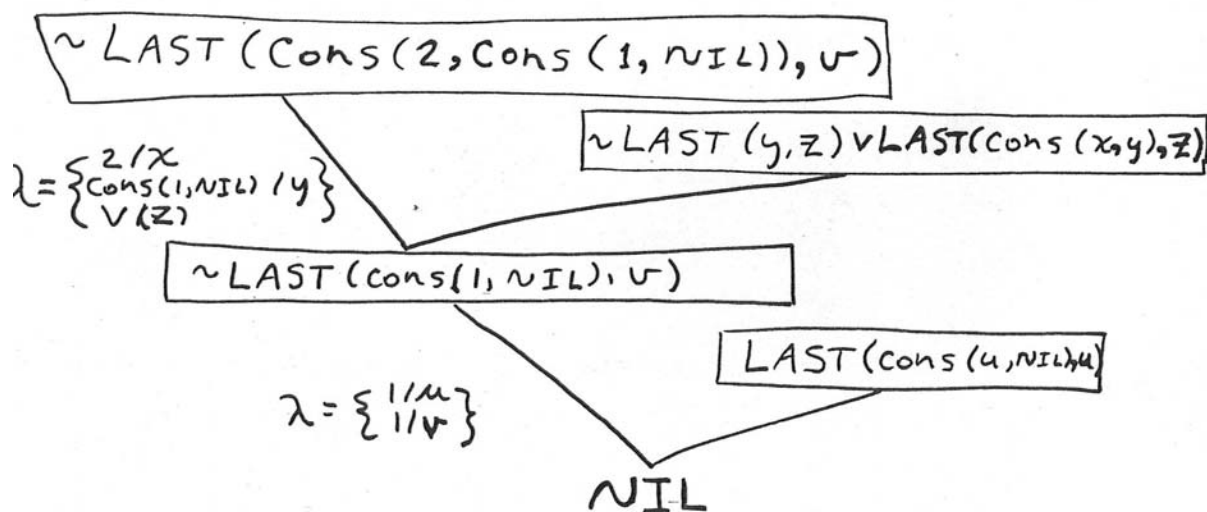 ~ LAST (Cons (2, Cons (1, NIL)), v)
~LAST (y, z) ∨ LAST(Cons (x, y), z)
λ = { 2/x
cons(1, NIL) / y }
v/z)
~LAST (cons(1, NIL), v)
LAST (cons (u, NIL), u)
λ = { 1/u
1/v }
NIL